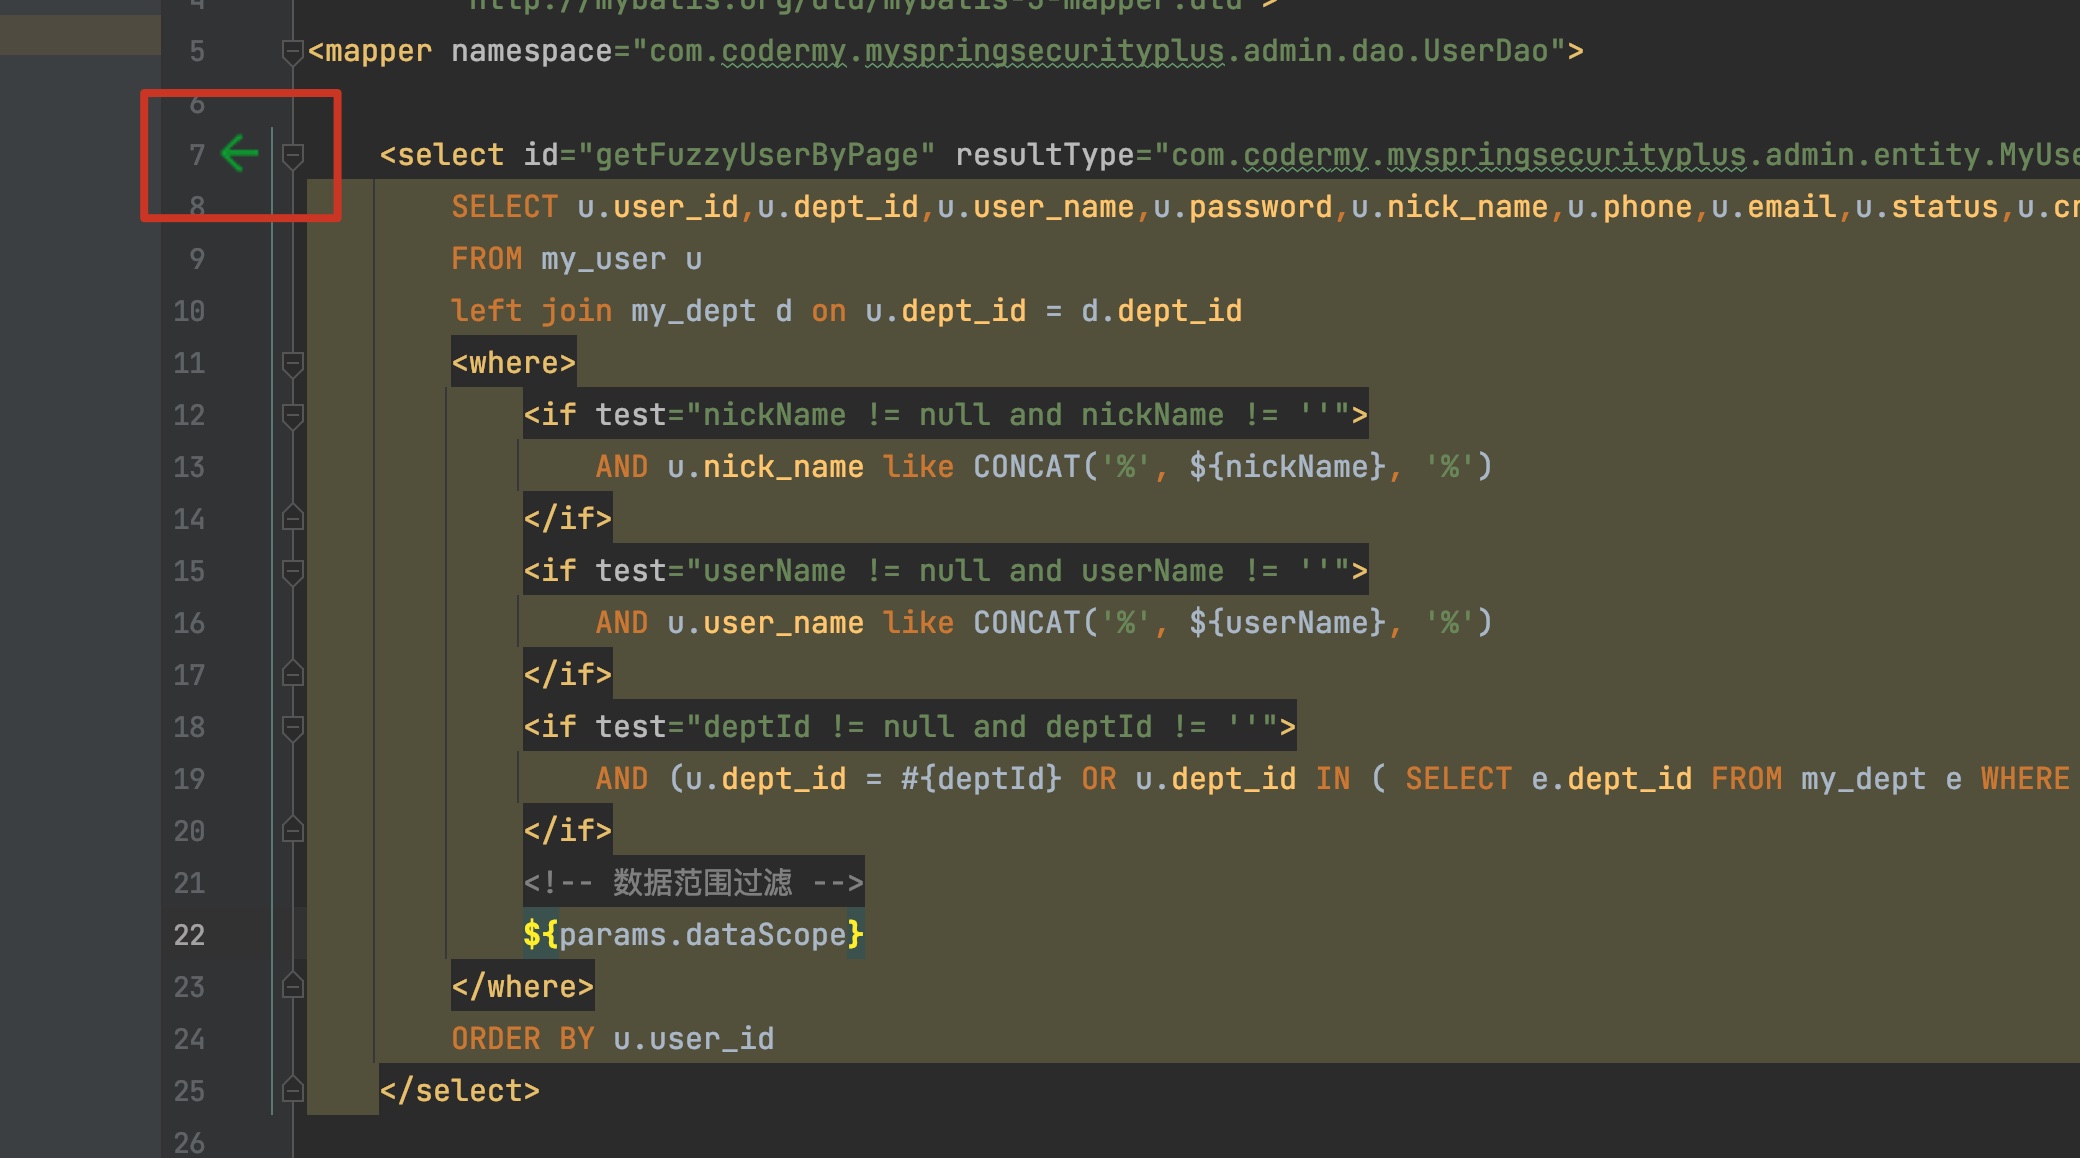 4 "http://mybatis.org/dtd/mybatis-3-mapper.dtd">
5 <mapper namespace="com.codermy.myspringsecurityplus.admin.dao.UserDao">
6
7 <select id="getFuzzyUserByPage" resultType="com.codermy.myspringsecurityplus.admin.entity.MyUse
8 SELECT u.user_id,u.dept_id,u.user_name,u.password,u.nick_name,u.phone,u.email,u.status,u.cr
9 FROM my_user u
10 left join my_dept d on u.dept_id = d.dept_id
11 <where>
12 <if test="nickName != null and nickName != ''">
13 AND u.nick_name like CONCAT('%', ${nickName}, '%')
14 </if>
15 <if test="userName != null and userName != ''">
16 AND u.user_name like CONCAT('%', ${userName}, '%')
17 </if>
18 <if test="deptId != null and deptId != ''">
19 AND (u.dept_id = #{deptId} OR u.dept_id IN ( SELECT e.dept_id FROM my_dept e WHERE
20 </if>
21 <!-- 数据范围过滤 -->
22 ${params.dataScope}
23 </where>
24 ORDER BY u.user_id
25 </select>
26